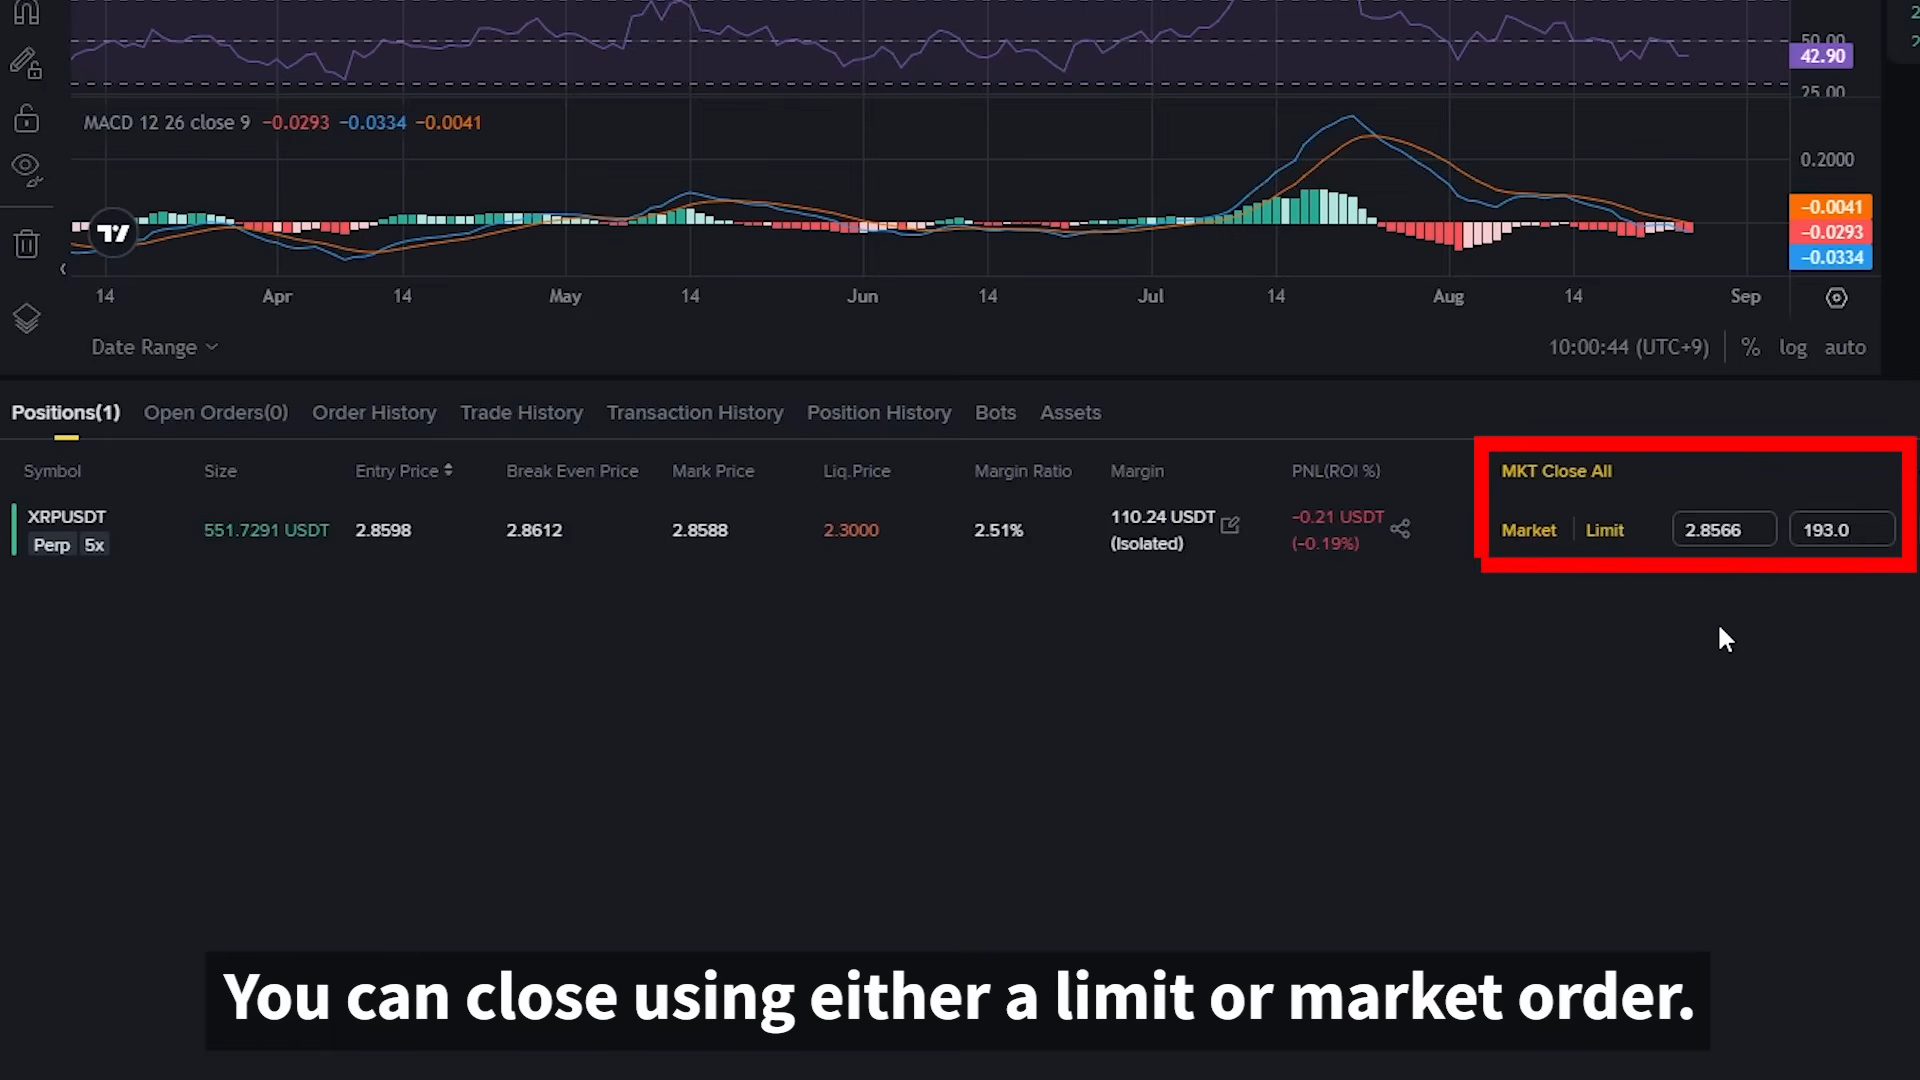 50.00
42.90
25.00
MACD 12 26 close 9 −0.0293 −0.0334 −0.0041
0.2000
−0.0041
−0.0293
−0.0334
14 Apr 14 May 14 Jun 14 Jul 14 Aug 14 Sep
Date Range
10:00:44 (UTC+9) % log auto
Positions(1) Open Orders(0) Order History Trade History Transaction History Position History Bots Assets
Symbol Size Entry Price Break Even Price Mark Price Liq.Price Margin Ratio Margin PNL(ROI %) MKT Close All
XRPUSDT 551.7291 USDT 2.8598 2.8612 2.8588 2.3000 2.51% 110.24 USDT −0.21 USDT Market Limit 2.8566 193.0
Perp 5x (Isolated) (−0.19%)
You can close using either a limit or market order.